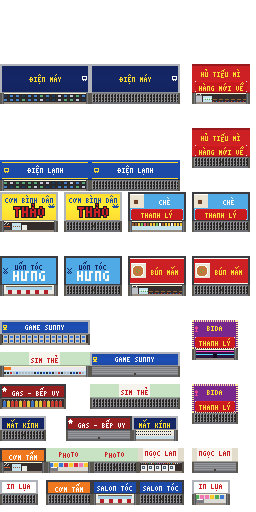 ĐIỆN MÁY
ĐIỆN MÁY
HỦ TIẾU MÌ
HÀNG MỚI VỀ
HỦ TIẾU MÌ
HÀNG MỚI VỀ
ĐIỆN LẠNH
ĐIỆN LẠNH
CƠM BÌNH DÂN
THẢO
CƠM BÌNH DÂN
THẢO
CHÈ
THANH LÝ
CHÈ
THANH LÝ
UỐN TÓC
HƯNG
UỐN TÓC
HƯNG
BÚN MẮM
BÚN MẮM
GAME SUNNY
BIDA
THANH LÝ
SIM THẺ
GAME SUNNY
GAS - BẾP VY
SIM THẺ
BIDA
THANH LÝ
MẮT KÍNH
GAS - BẾP VY
MẮT KÍNH
CƠM TẤM
PHOTO
PHOTO
NGỌC LAN
NGỌC LAN
IN LỤA
CƠM TẤM
SALON TÓC
SALON TÓC
IN LỤA